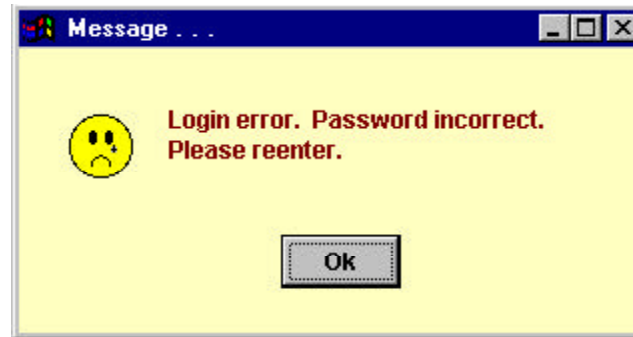 Message . . .
Login error.  Password incorrect.
Please reenter.
Ok